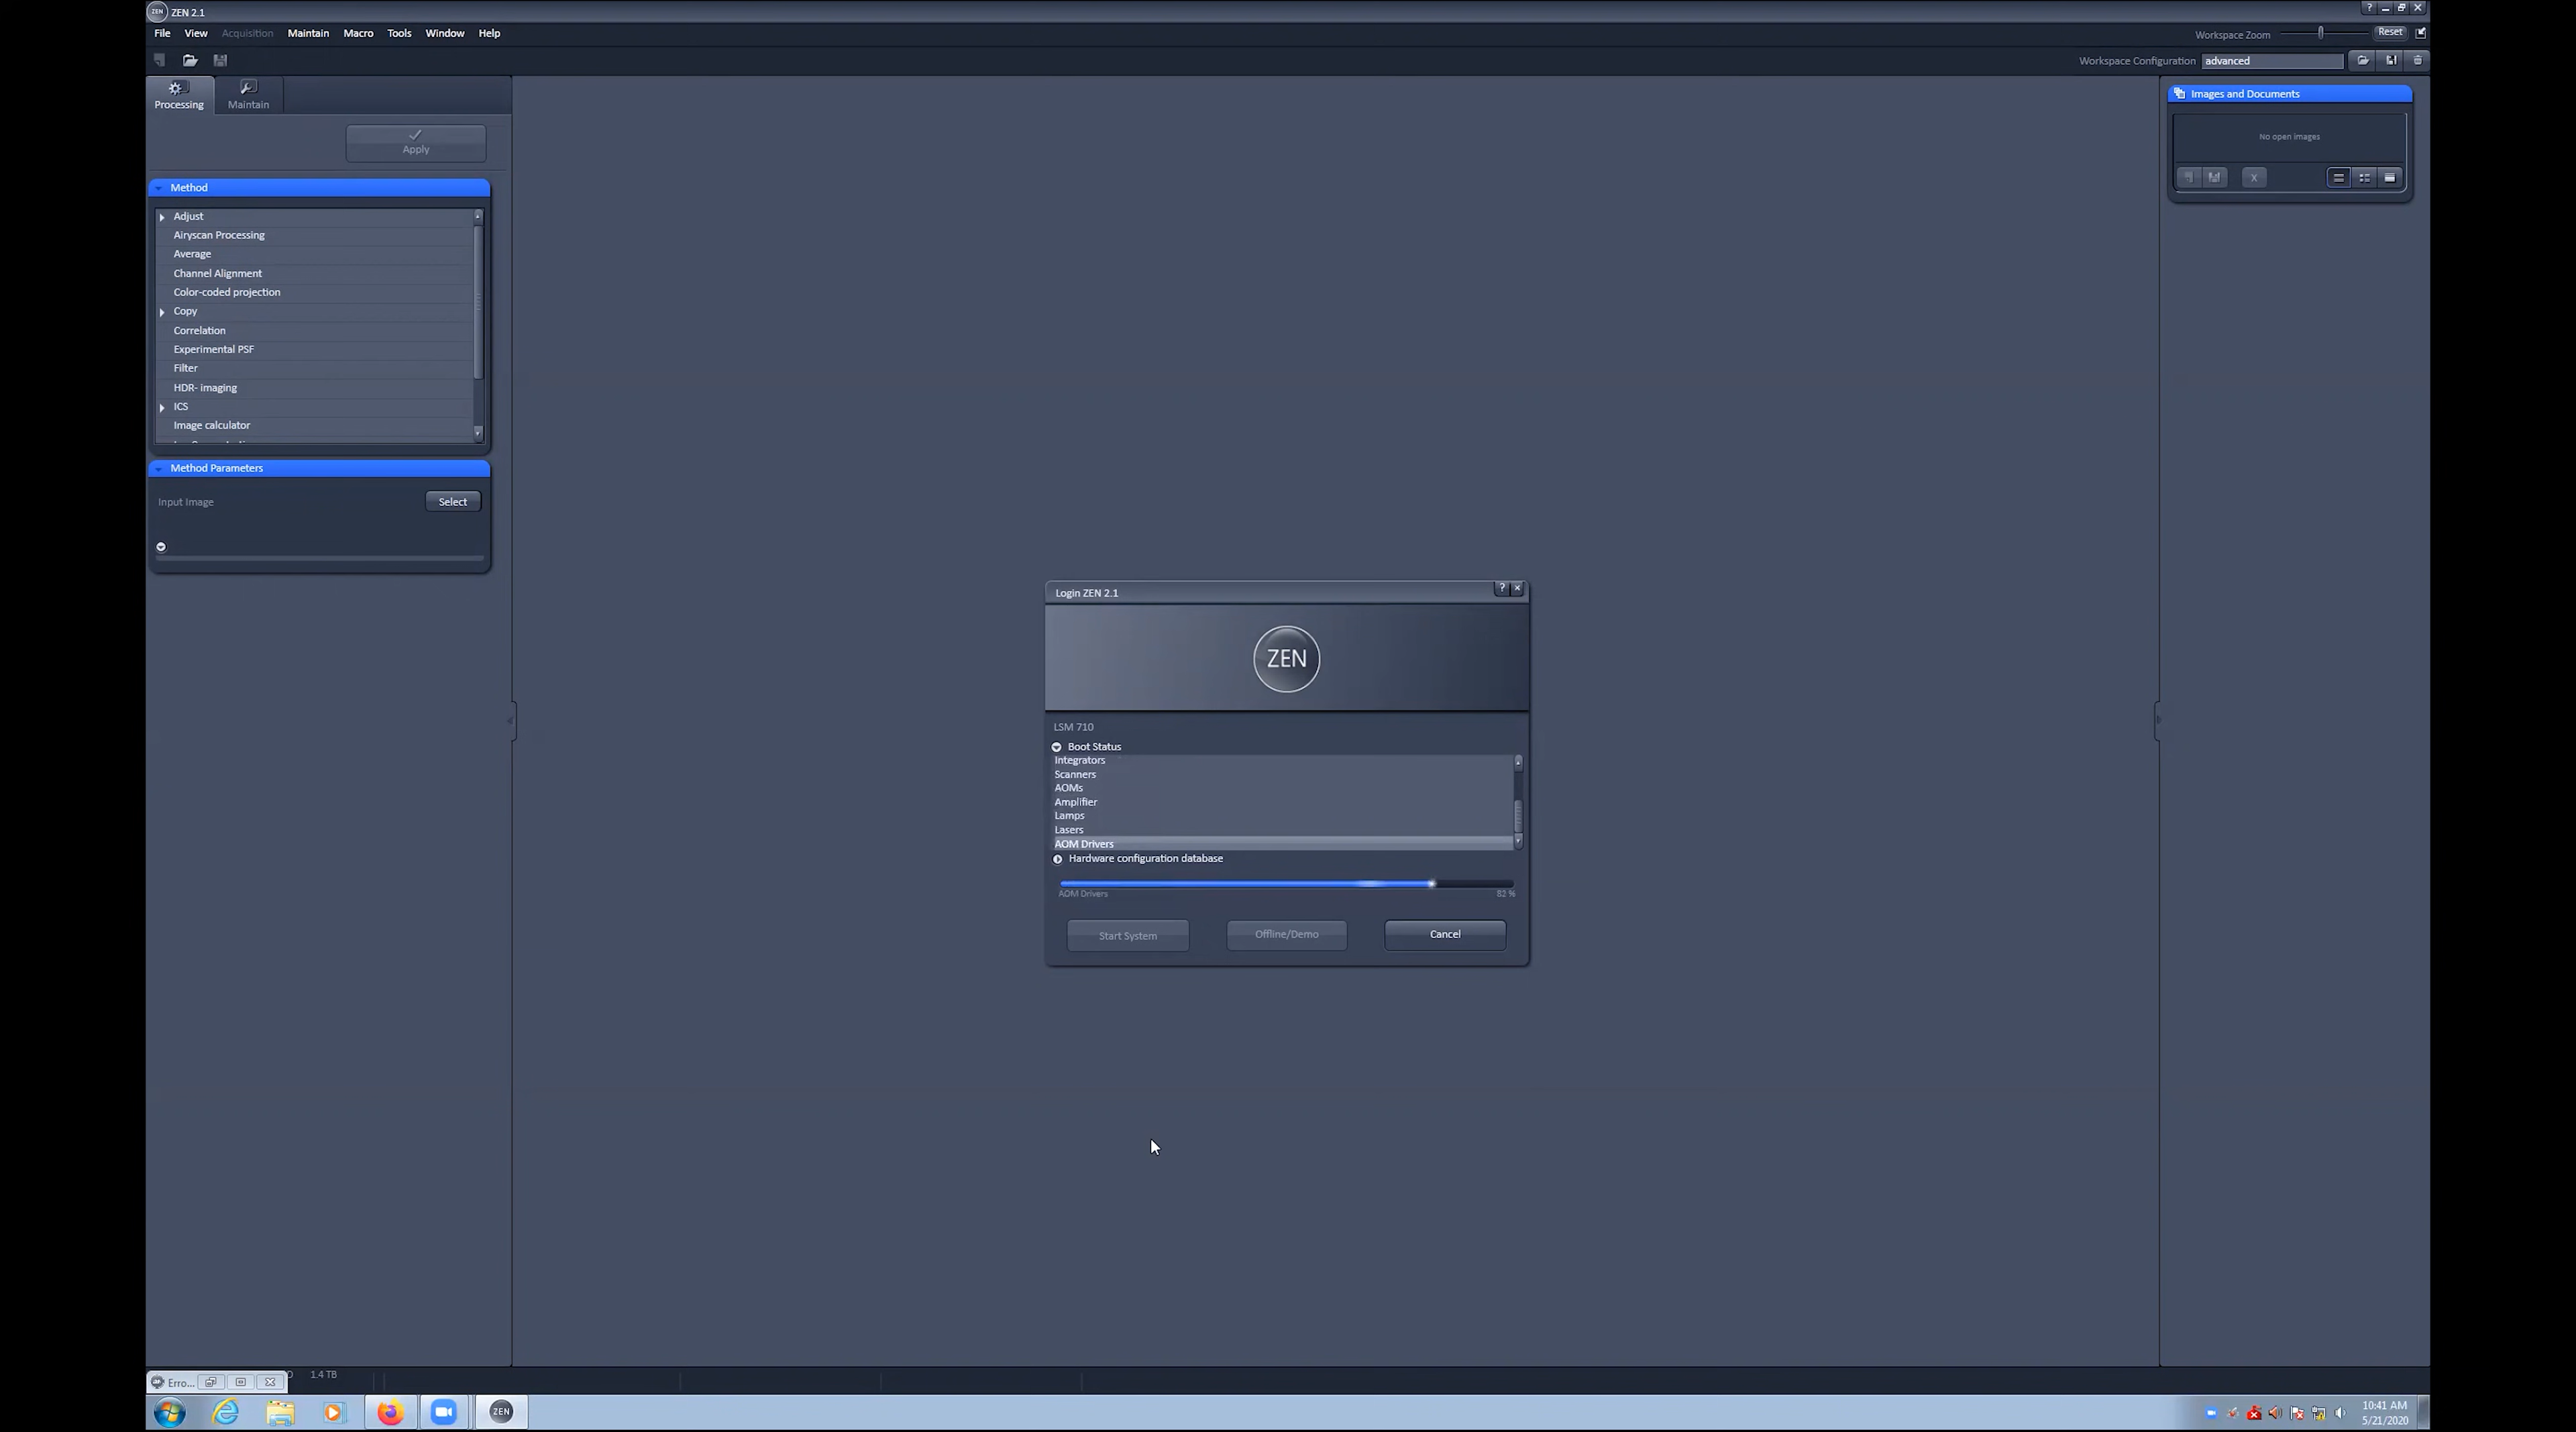 ZEN ZEN 2.1
File View Acquisition Maintain Macro Tools Window Help
Workspace Zoom Reset
Workspace Configuration advanced
Processing Maintain
Apply
Method
Adjust
Airyscan Processing
Average
Channel Alignment
Color-coded projection
Copy
Correlation
Experimental PSF
Filter
HDR- imaging
ICS
Image calculator
Method Parameters
Input Image Select
Images and Documents
No open images
Login ZEN 2.1
ZEN
LSM 710
Boot Status
Integrators
Scanners
AOMs
Amplifier
Lamps
Lasers
AOM Drivers
Hardware configuration database
AOM Drivers 82 %
Start System Offline/Demo Cancel
Erro... 1.4 TB
ZEN
10:41 AM
5/21/2020